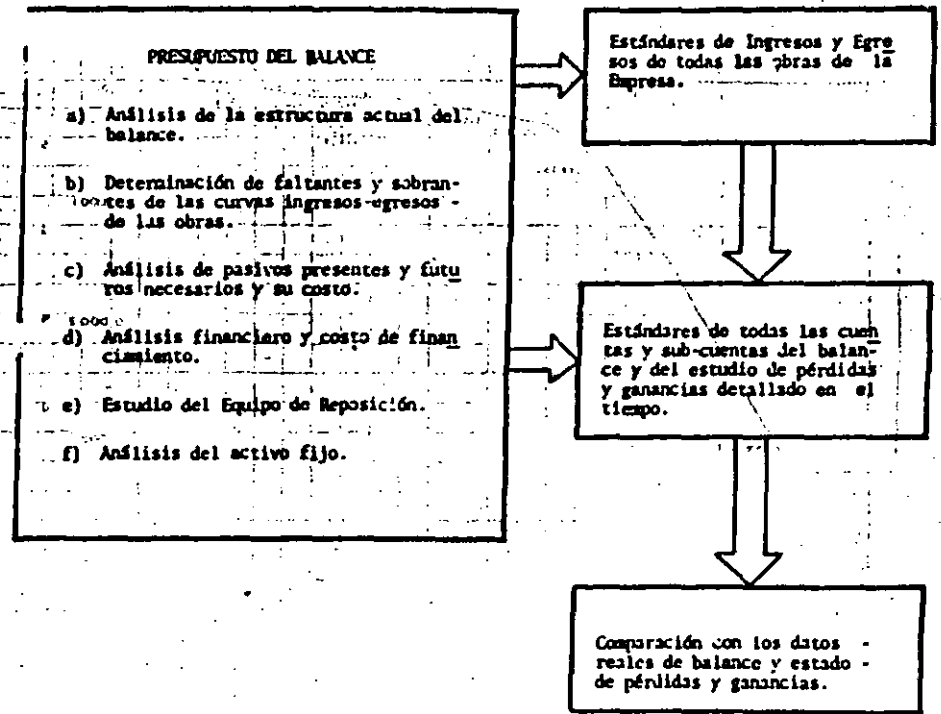 PRESUPUESTO DEL BALANCE
a) Análisis de la estructura actual del
balance.
b) Determinación de faltantes y sobran-
tes de las curvas ingresos-egresos -
de las obras.
c) Análisis de pasivos presentes y futu
ros necesarios y su costo.
d) Análisis financiero y costo de finan
ciamiento.
e) Estudio del Equipo de Reposición.
f) Análisis del activo fijo.
Estándares de Ingresos y Egre
sos de todas las obras de la
Empresa.
Estándares de todas las cuen
tas y sub-cuentas del balan-
ce y del estudio de pérdidas
y ganancias detallado en el
tiempo.
Comparación con los datos -
reales de balance y estado -
de pérdidas y ganancias.